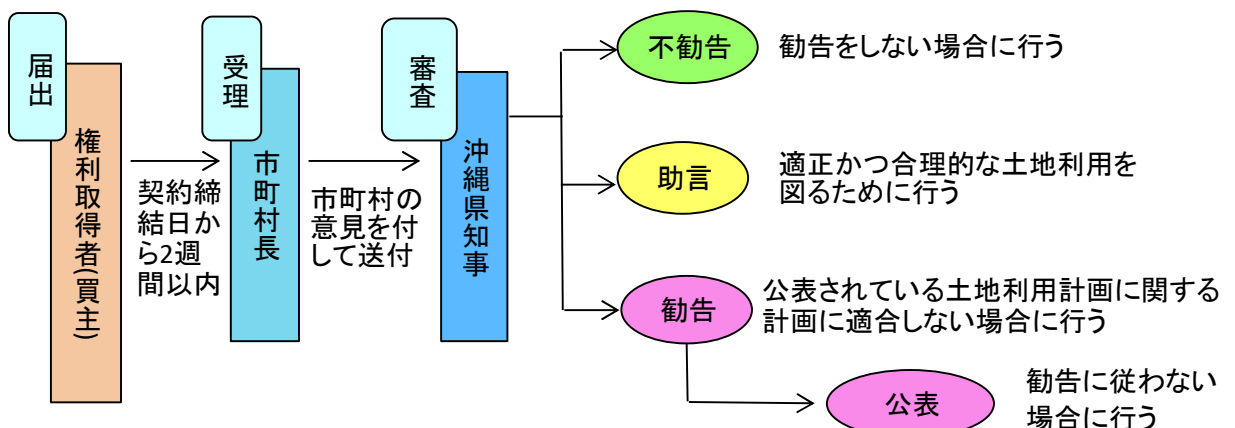 届出
権利取得者(買主)
契約締
結日か
ら2週
間以内
受理
市町村長
市町村の
意見を付
して送付
審査
沖縄県知事
不勧告
勧告をしない場合に行う
助言
適正かつ合理的な土地利用を
図るために行う
勧告
公表されている土地利用計画に関する
計画に適合しない場合に行う
公表
勧告に従わない
場合に行う